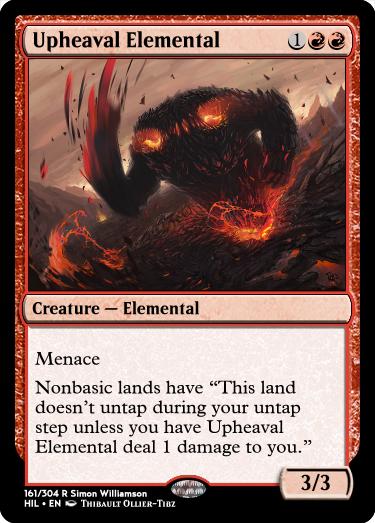 Upheaval Elemental 1
Creature — Elemental
Menace
Nonbasic lands have “This land
doesn’t untap during your untap
step unless you have Upheaval
Elemental deal 1 damage to you.”
3/3
161/304 R Simon Williamson
HIL • EN Thibault Ollier-Tibz